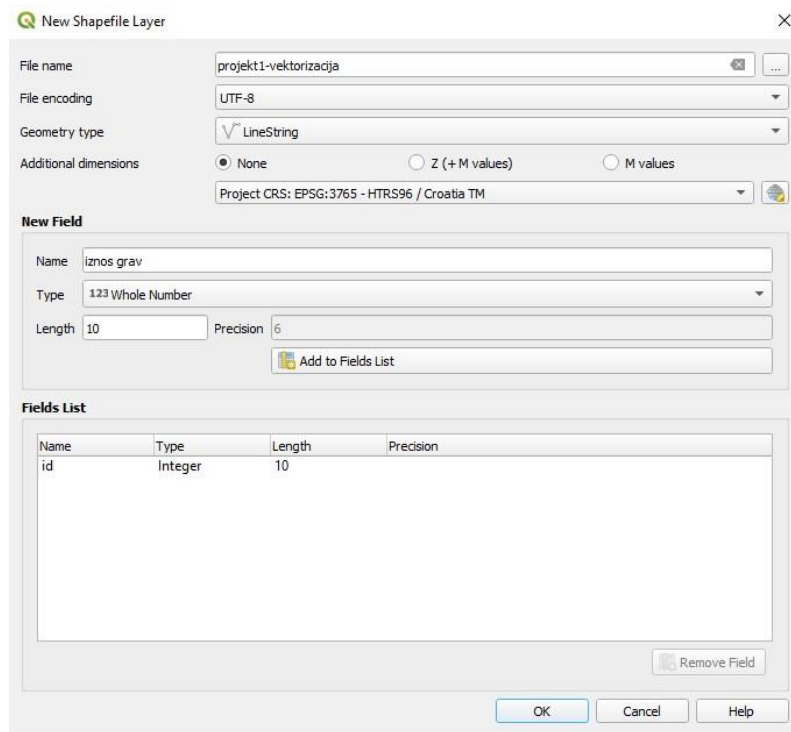 New Shapefile Layer
File name projekt1-vektorizacija ...
File encoding UTF-8
Geometry type LineString
Additional dimensions None Z (+ M values) M values
Project CRS: EPSG:3765 - HTRS96 / Croatia TM
New Field
Name iznos grav
Type 123 Whole Number
Length 10 Precision 6
Add to Fields List
Fields List
Name Type Length Precision
id Integer 10
Remove Field
OK Cancel Help